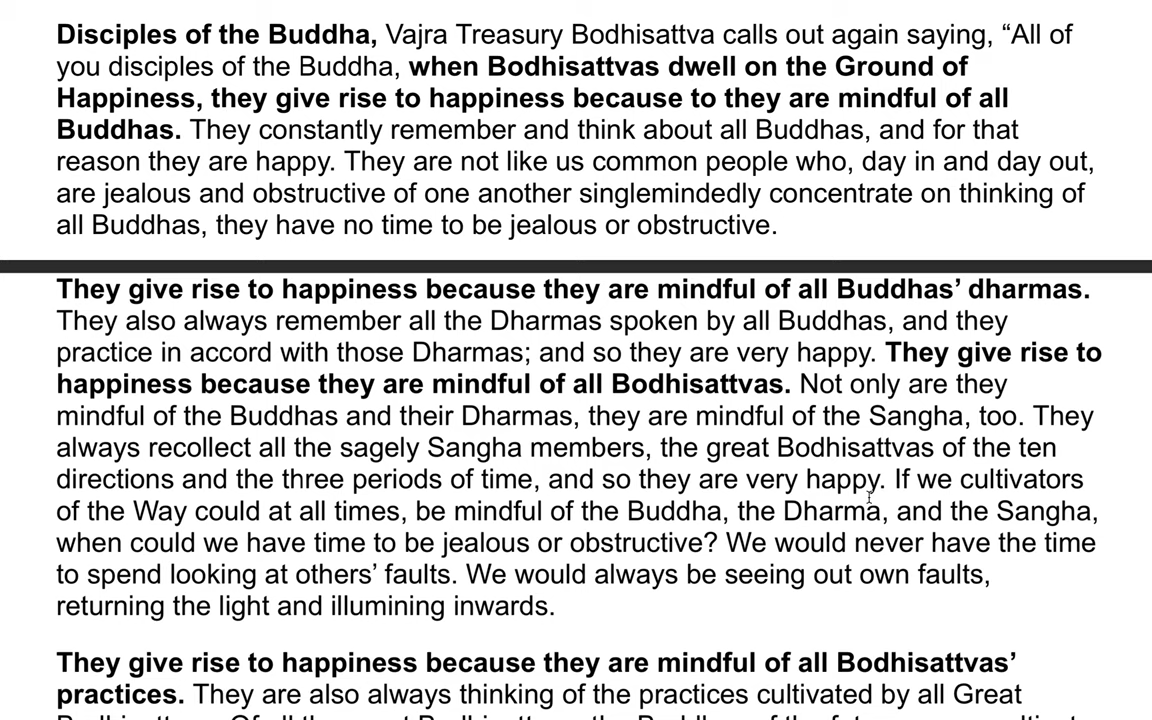 Disciples of the Buddha, Vajra Treasury Bodhisattva calls out again saying, “All of
you disciples of the Buddha, when Bodhisattvas dwell on the Ground of
Happiness, they give rise to happiness because to they are mindful of all
Buddhas. They constantly remember and think about all Buddhas, and for that
reason they are happy. They are not like us common people who, day in and day out,
are jealous and obstructive of one another singlemindedly concentrate on thinking of
all Buddhas, they have no time to be jealous or obstructive.
They give rise to happiness because they are mindful of all Buddhas’ dharmas.
They also always remember all the Dharmas spoken by all Buddhas, and they
practice in accord with those Dharmas; and so they are very happy. They give rise to
happiness because they are mindful of all Bodhisattvas. Not only are they
mindful of the Buddhas and their Dharmas, they are mindful of the Sangha, too. They
always recollect all the sagely Sangha members, the great Bodhisattvas of the ten
directions and the three periods of time, and so they are very happy. If we cultivators
of the Way could at all times, be mindful of the Buddha, the Dharma, and the Sangha,
when could we have time to be jealous or obstructive? We would never have the time
to spend looking at others’ faults. We would always be seeing out own faults,
returning the light and illumining inwards.
They give rise to happiness because they are mindful of all Bodhisattvas’
practices. They are also always thinking of the practices cultivated by all Great